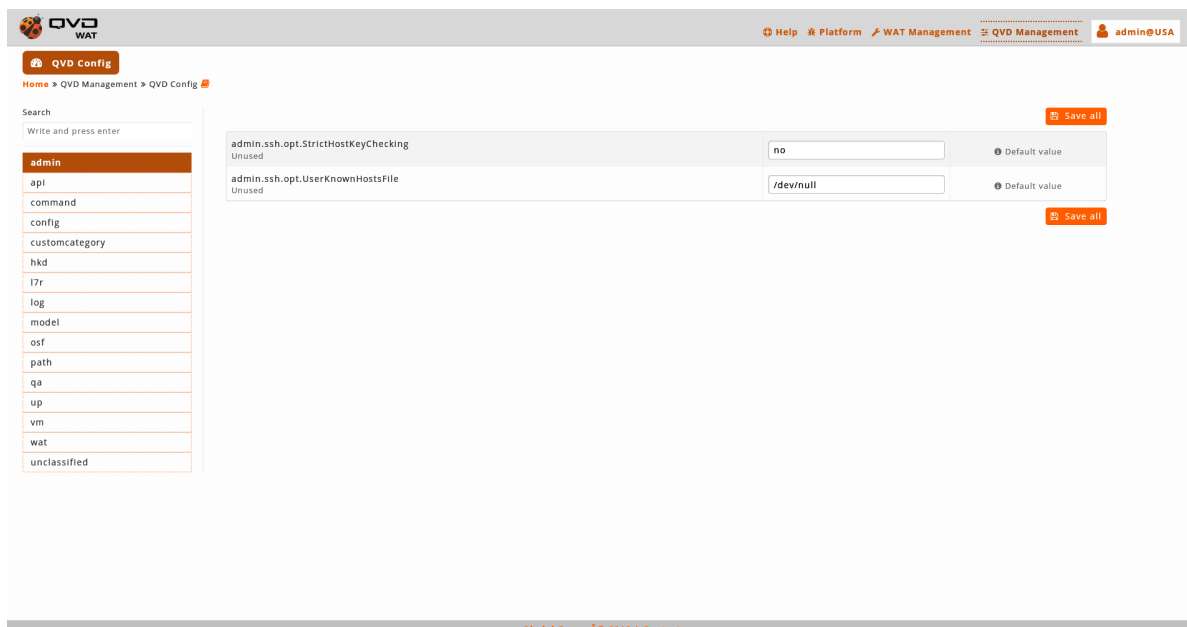 QVD
WAT
Help Platform WAT Management QVD Management admin@USA
QVD Config
Home » QVD Management » QVD Config
Search
Write and press enter
Save all
admin.ssh.opt.StrictHostKeyChecking
Unused
no
Default value
admin.ssh.opt.UserKnownHostsFile
Unused
/dev/null
Default value
Save all
admin
api
command
config
customcategory
hkd
l7r
log
model
osf
path
qa
up
vm
wat
unclassified